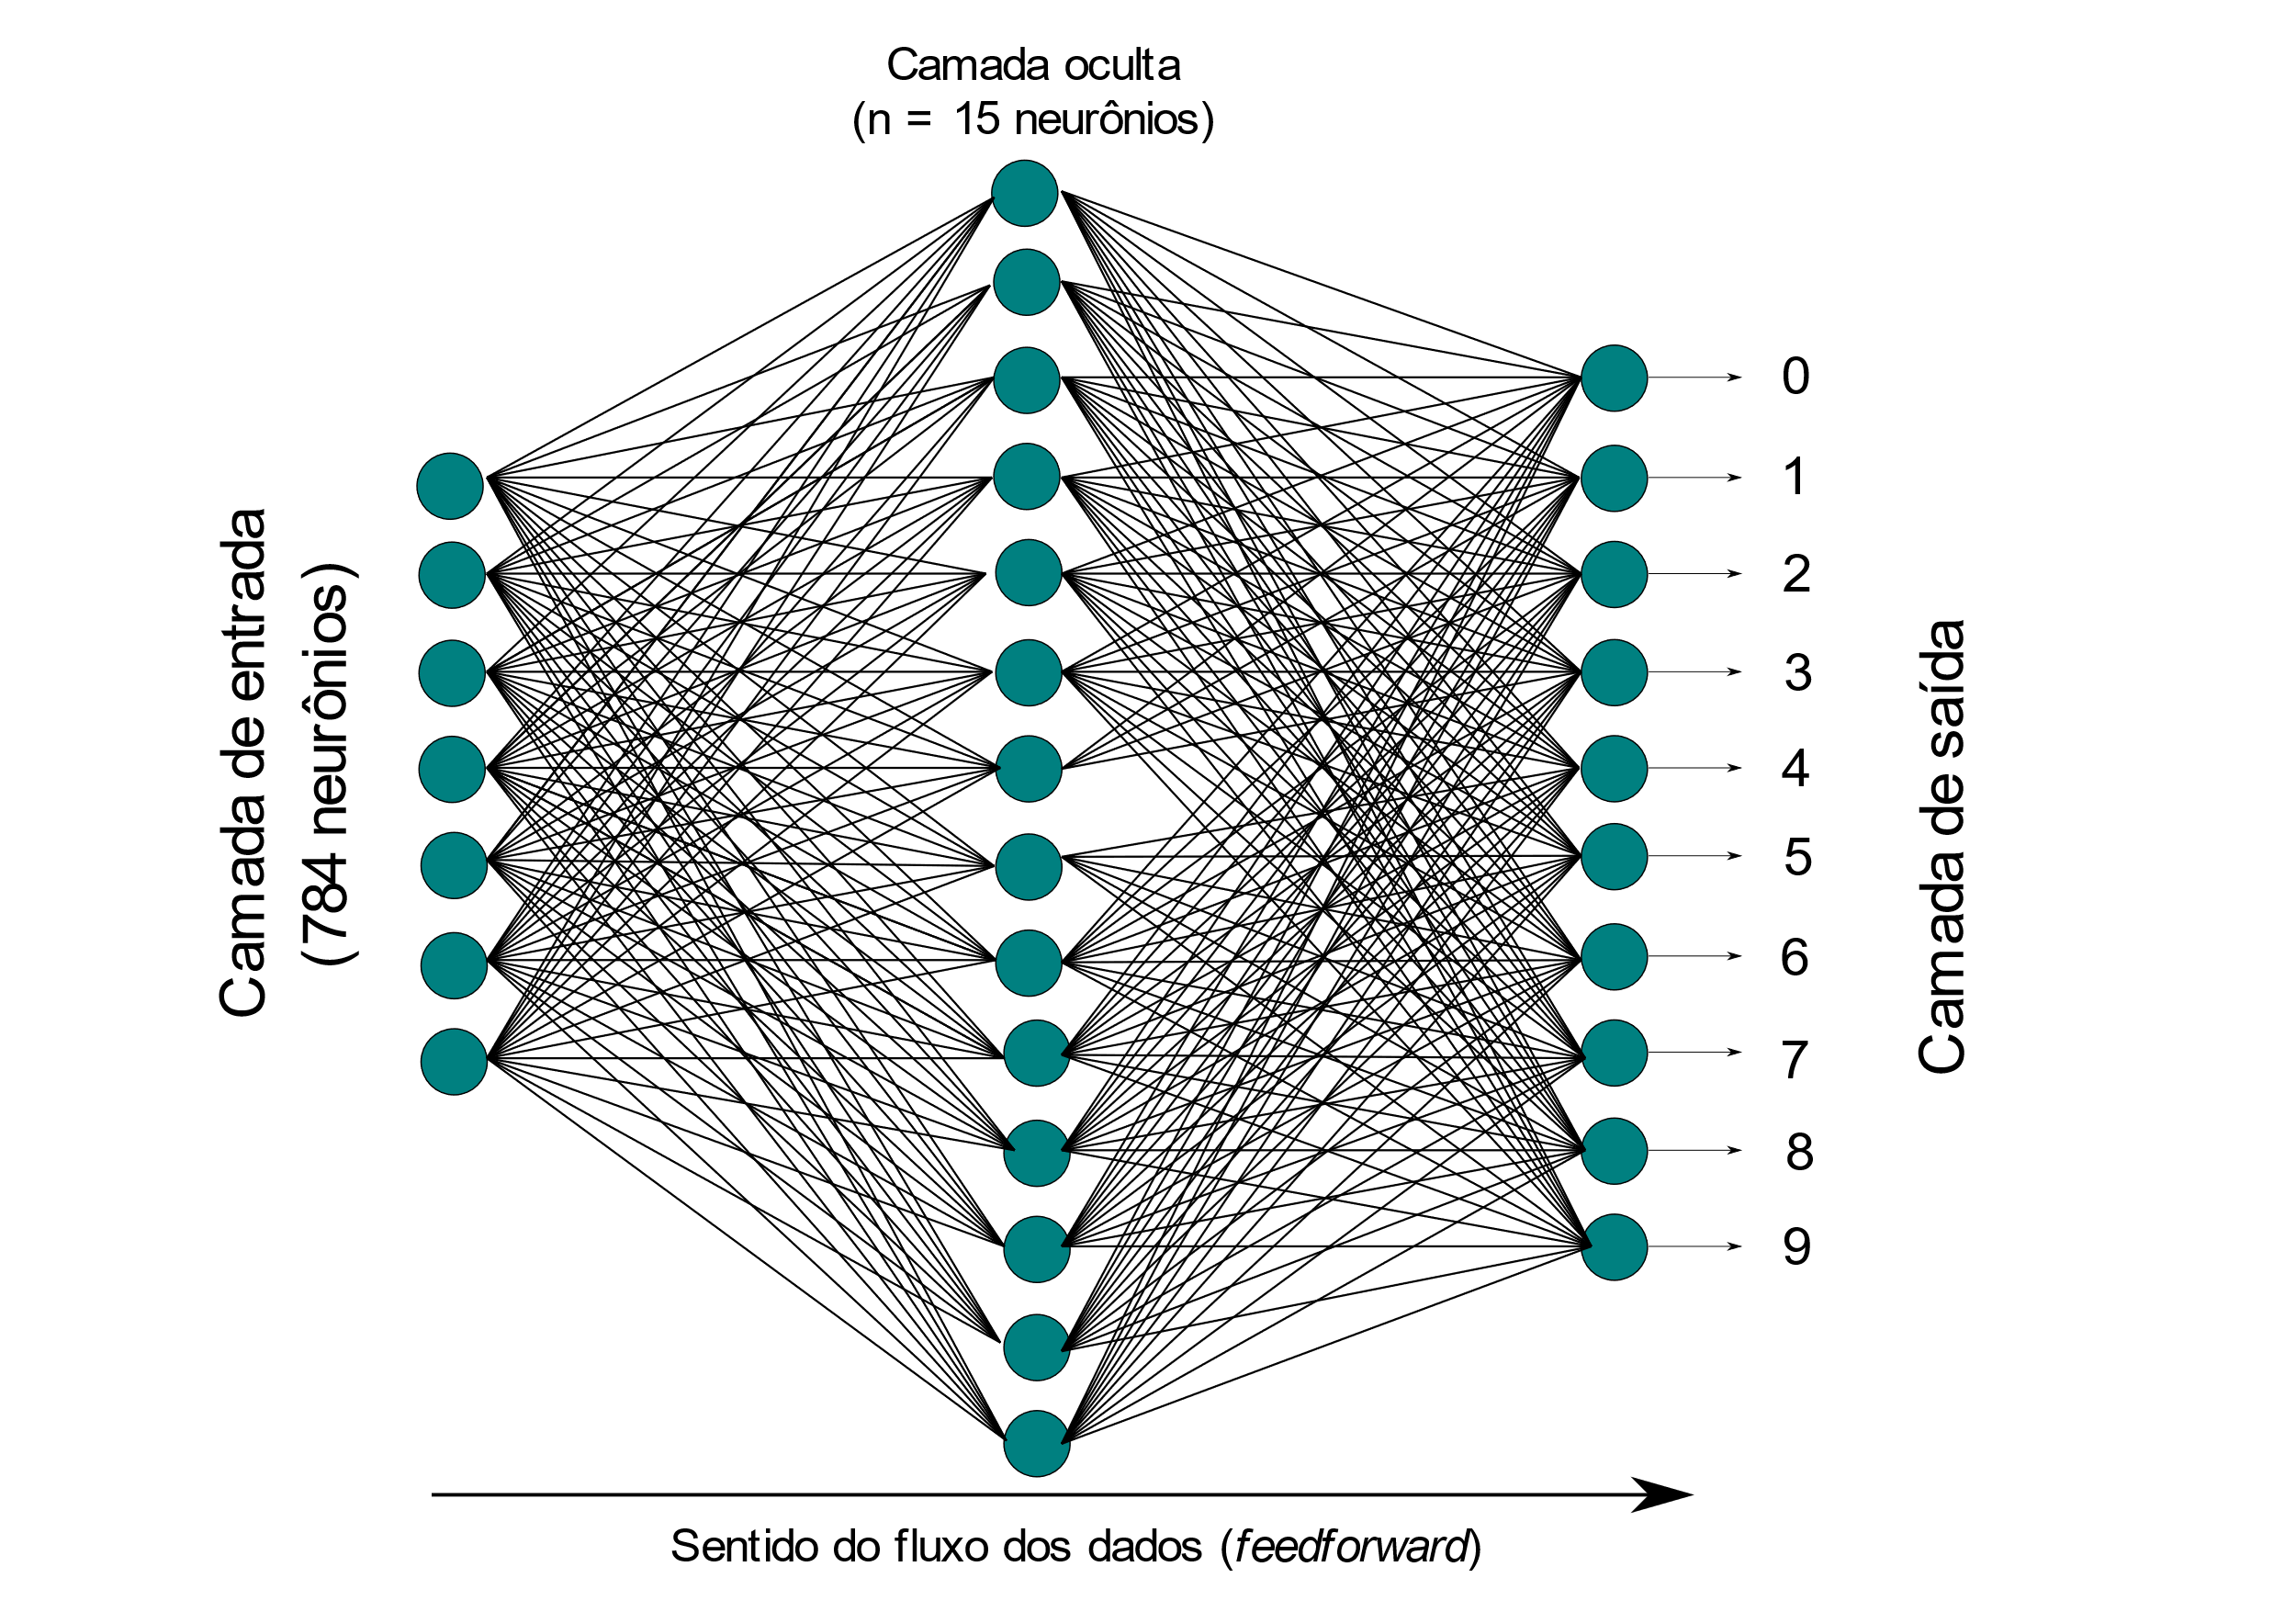 Camada oculta
(n = 15 neurônios)
Camada de entrada
(784 neurônios)
0
1
2
3
4
5
6
7
8
9
Camada de saída
Sentido do fluxo dos dados (feedforward)